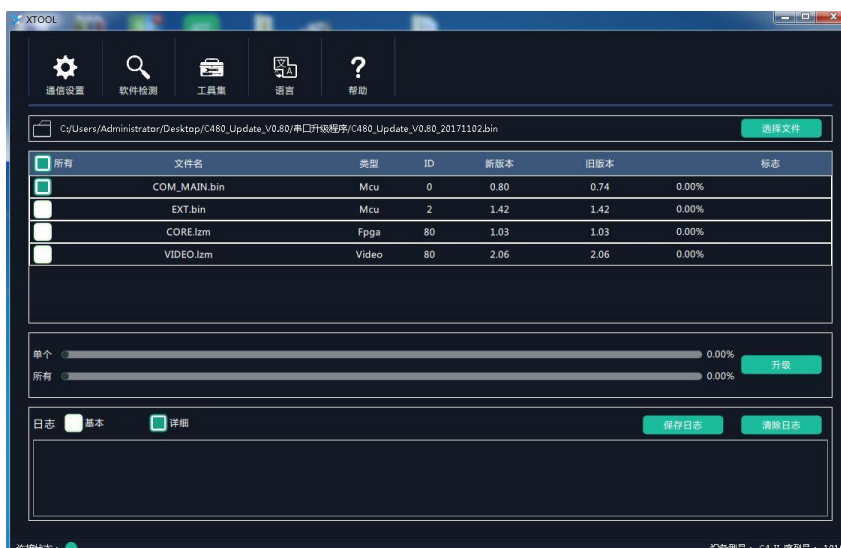 XTOOL
通信设置 软件检测 工具集 语言 帮助
C:/Users/Administrator/Desktop/C480_Update_V0.80/串口升级程序/C480_Update_V0.80_20171102.bin 选择文件
所有 文件名 类型 ID 新版本 旧版本 标志
COM_MAIN.bin Mcu 0 0.80 0.74 0.00%
EXT.bin Mcu 2 1.42 1.42 0.00%
CORE.lzm Fpga 80 1.03 1.03 0.00%
VIDEO.lzm Video 80 2.06 2.06 0.00%
单个 0.00%
升级
所有 0.00%
日志 基本 详细 保存日志 清除日志